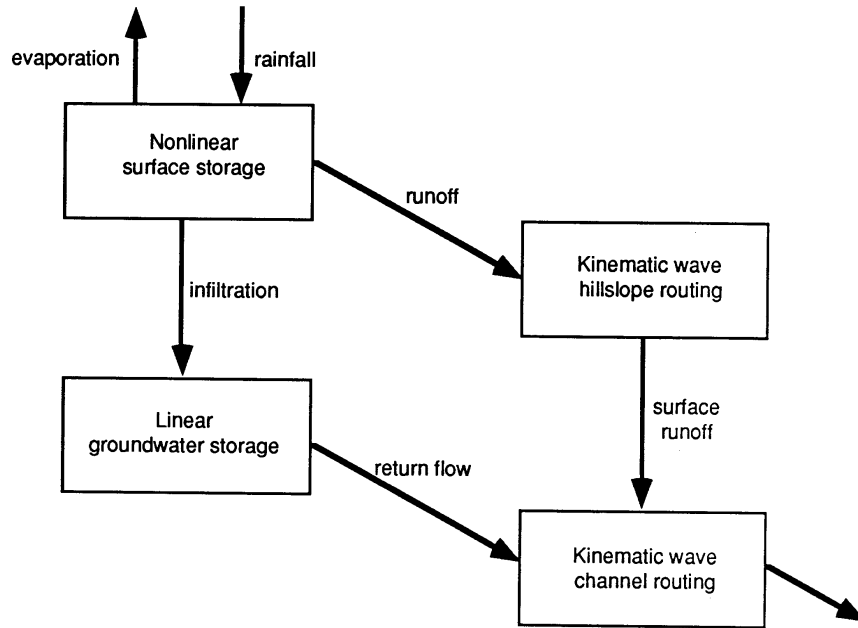 evaporation
rainfall
Nonlinear
surface storage
runoff
Kinematic wave
hillslope routing
infiltration
Linear
groundwater storage
surface
runoff
return flow
Kinematic wave
channel routing